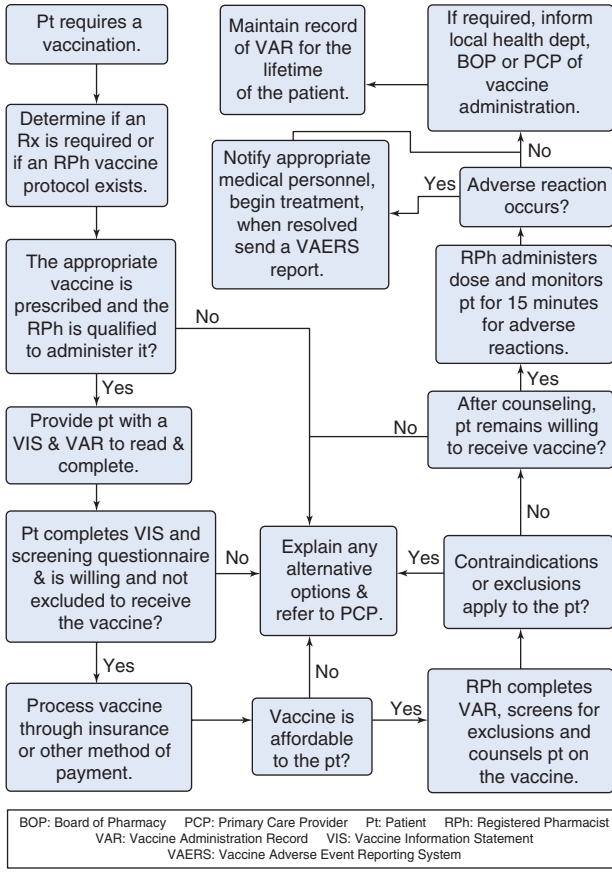 Pt requires a
vaccination.
Determine if an
Rx is required or
if an RPh vaccine
protocol exists.
The appropriate
vaccine is
prescribed and the
RPh is qualified
to administer it?
No
Yes
Provide pt with a
VIS & VAR to read &
complete.
Pt completes VIS and
screening questionnaire
& is willing and not
excluded to receive
the vaccine?
No
Yes
Process vaccine
through insurance
or other method of
payment.
Vaccine is
affordable
to the pt?
No
Yes
Explain any
alternative
options &
refer to PCP.
RPh completes
VAR, screens for
exclusions and
counsels pt on
the vaccine.
Contraindications
or exclusions
apply to the pt?
Yes
No
After counseling,
pt remains willing
to receive vaccine?
No
Yes
RPh administers
dose and monitors
pt for 15 minutes
for adverse
reactions.
Adverse reaction
occurs?
Yes
No
Notify appropriate
medical personnel,
begin treatment,
when resolved
send a VAERS
report.
If required, inform
local health dept,
BOP or PCP of
vaccine
administration.
Maintain record
of VAR for the
lifetime
of the patient.
BOP: Board of Pharmacy PCP: Primary Care Provider Pt: Patient RPh: Registered Pharmacist
VAR: Vaccine Administration Record VIS: Vaccine Information Statement
VAERS: Vaccine Adverse Event Reporting System